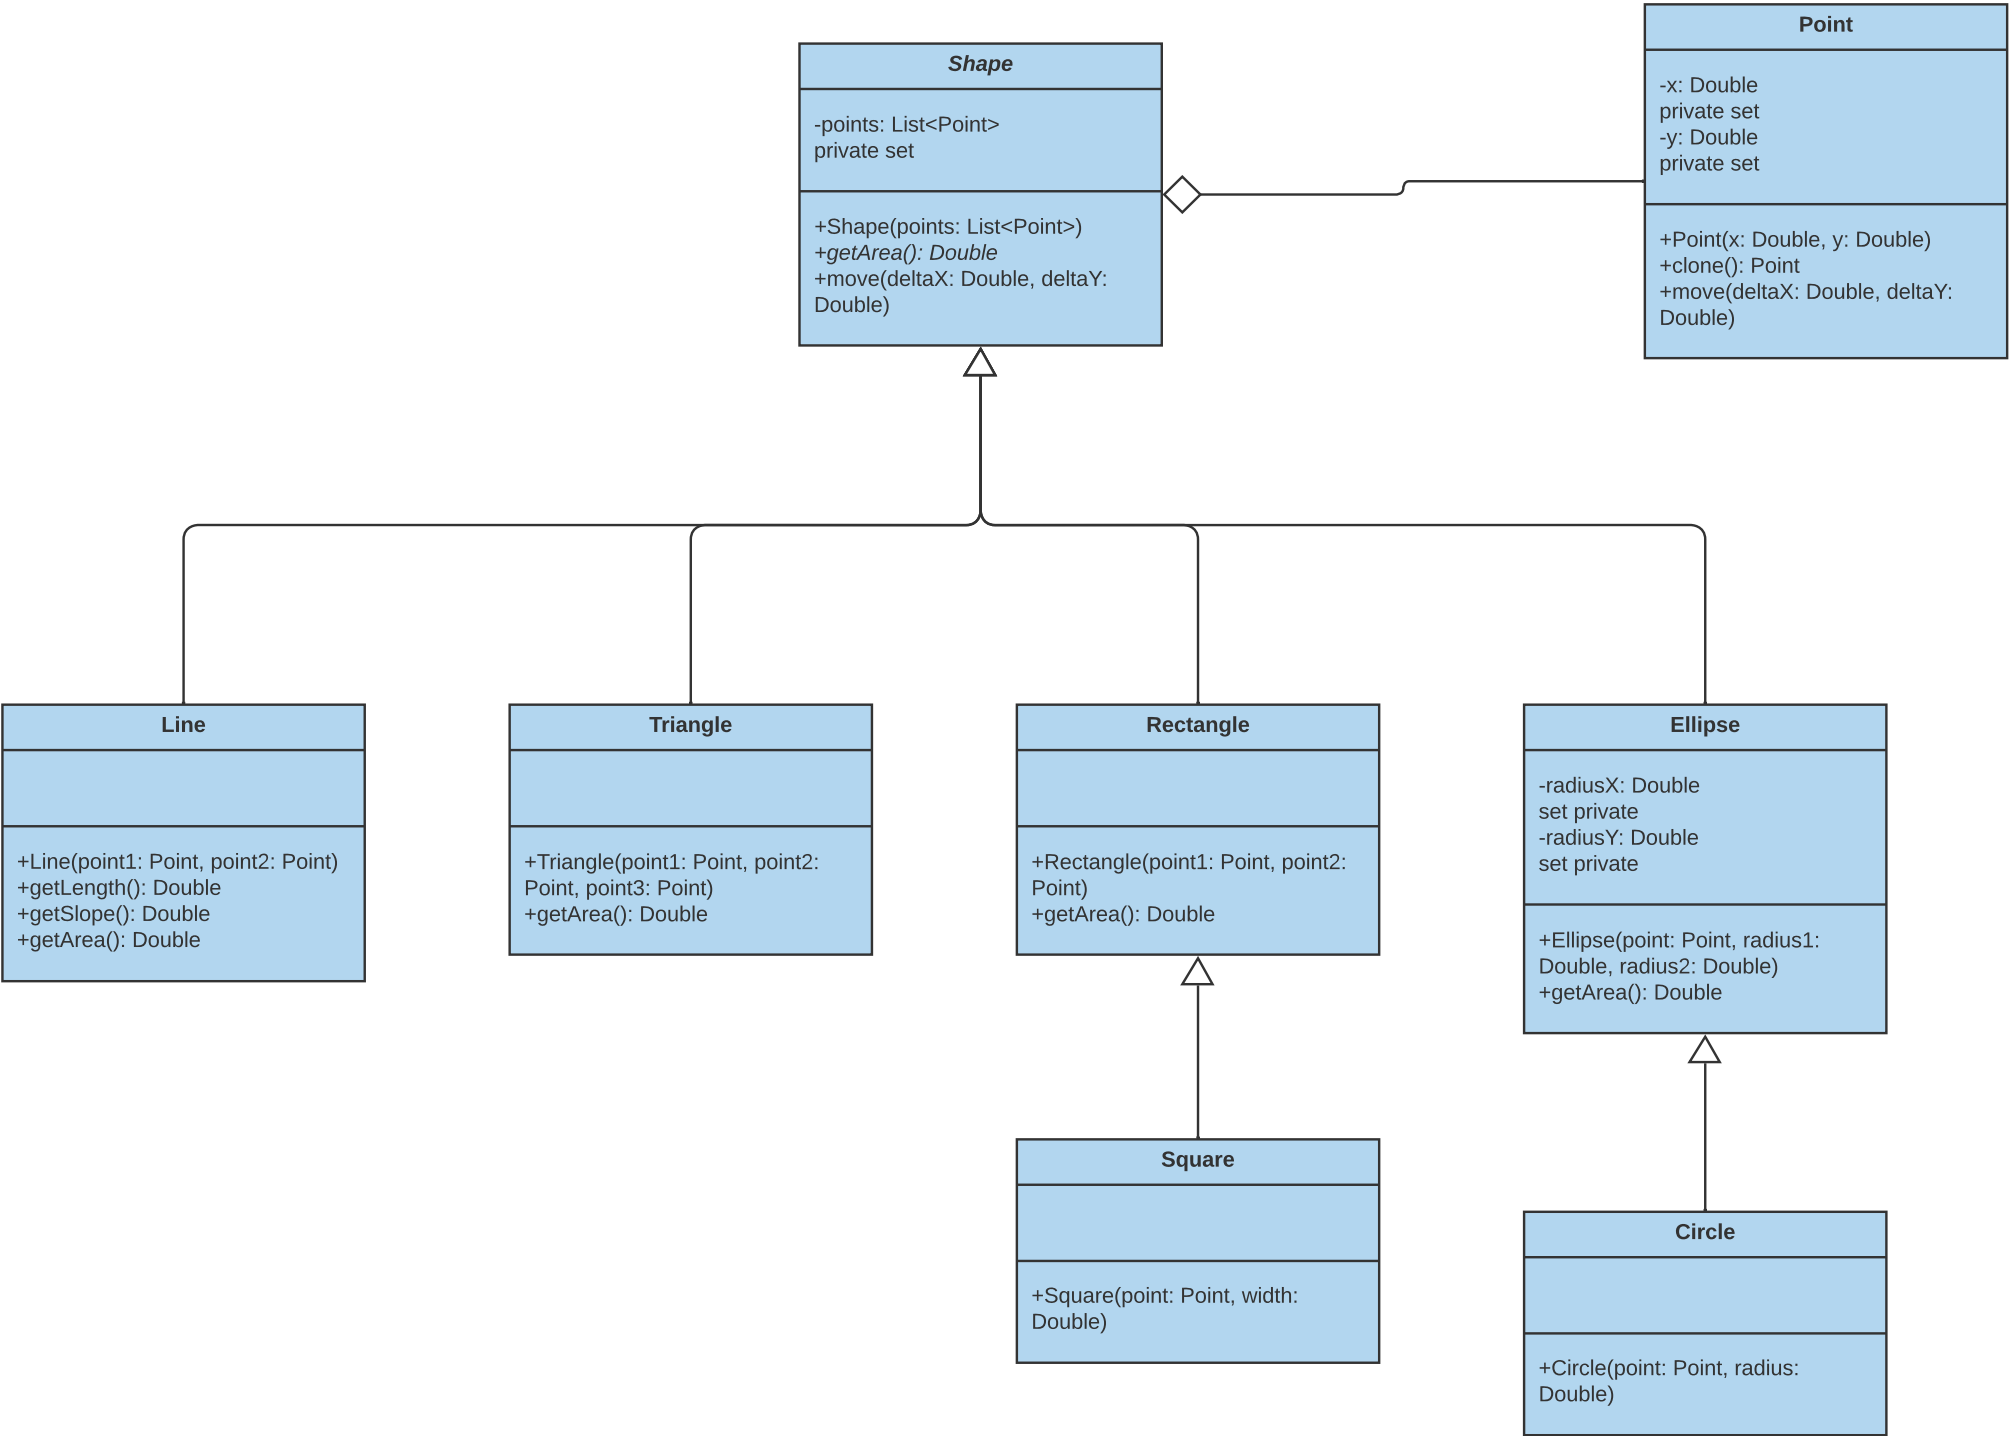 Shape
-points: List<Point>
private set
+Shape(points: List<Point>)
+getArea(): Double
+move(deltaX: Double, deltaY:
Double)
Point
-x: Double
private set
-y: Double
private set
+Point(x: Double, y: Double)
+clone(): Point
+move(deltaX: Double, deltaY:
Double)
Line
+Line(point1: Point, point2: Point)
+getLength(): Double
+getSlope(): Double
+getArea(): Double
Triangle
+Triangle(point1: Point, point2:
Point, point3: Point)
+getArea(): Double
Rectangle
+Rectangle(point1: Point, point2:
Point)
+getArea(): Double
Ellipse
-radiusX: Double
set private
-radiusY: Double
set private
+Ellipse(point: Point, radius1:
Double, radius2: Double)
+getArea(): Double
Square
+Square(point: Point, width:
Double)
Circle
+Circle(point: Point, radius:
Double)